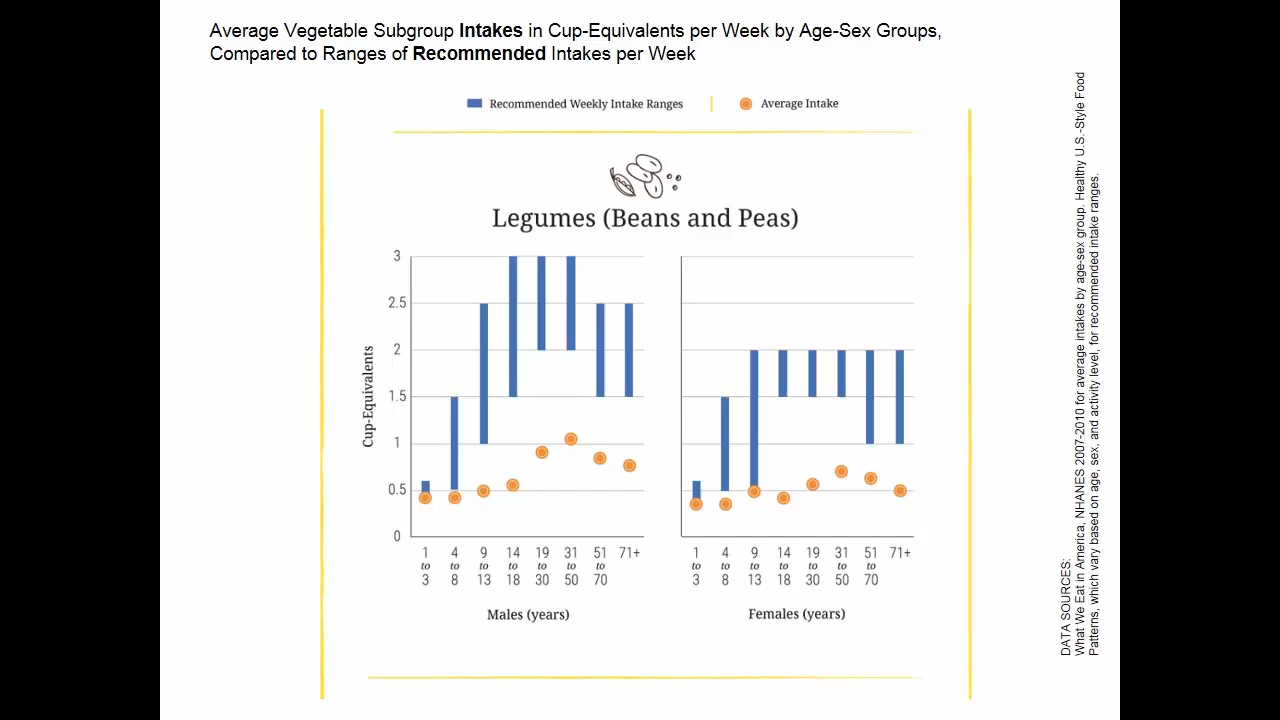 Average Vegetable Subgroup Intakes in Cup-Equivalents per Week by Age-Sex Groups,
Compared to Ranges of Recommended Intakes per Week
Recommended Weekly Intake Ranges
Average Intake
Legumes (Beans and Peas)
Cup-Equivalents
3
2.5
2
1.5
1
0.5
0
1 to 3
4 to 8
9 to 13
14 to 18
19 to 30
31 to 50
51 to 70
71+
Males (years)
1 to 3
4 to 8
9 to 13
14 to 18
19 to 30
31 to 50
51 to 70
71+
Females (years)
DATA SOURCES:
What We Eat in America, NHANES 2007-2010 for average intakes by age-sex group. Healthy U.S.-Style Food
Patterns, which vary based on age, sex, and activity level, for recommended intake ranges.